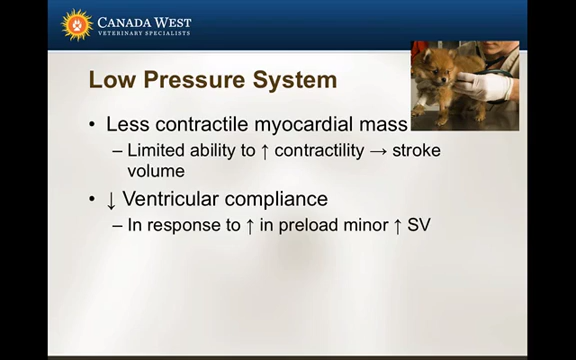 CANADA WEST
VETERINARY SPECIALISTS
Low Pressure System
• Less contractile myocardial mass
– Limited ability to ↑ contractility → stroke
volume
• ↓ Ventricular compliance
– In response to ↑ in preload minor ↑ SV